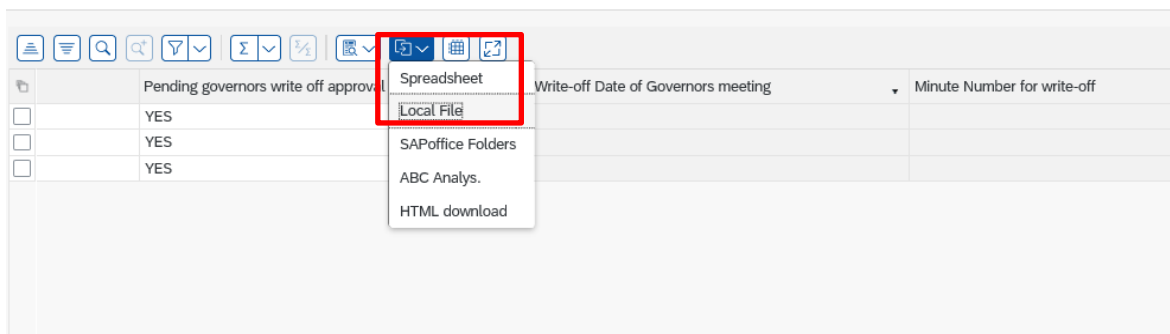 Pending governors write off approval Write-off Date of Governors meeting Minute Number for write-off
YES
YES
YES
Spreadsheet
Local File
SAPoffice Folders
ABC Analys.
HTML download